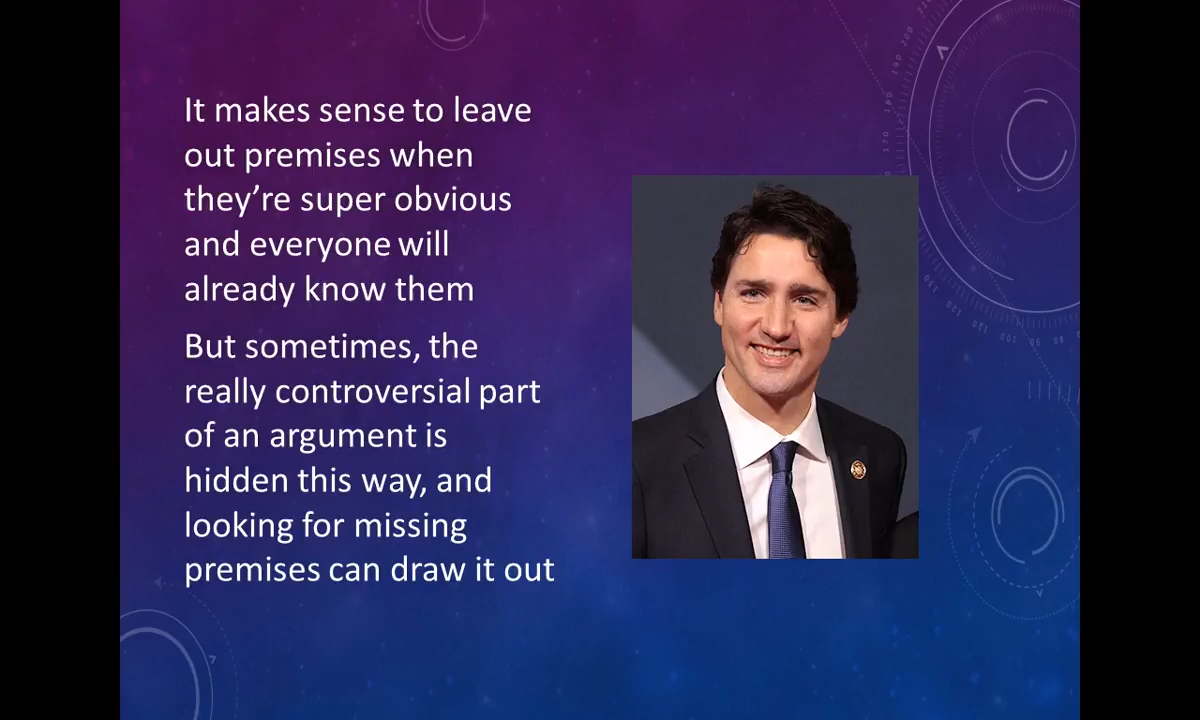 It makes sense to leave
out premises when
they’re super obvious
and everyone will
already know them
But sometimes, the
really controversial part
of an argument is
hidden this way, and
looking for missing
premises can draw it out